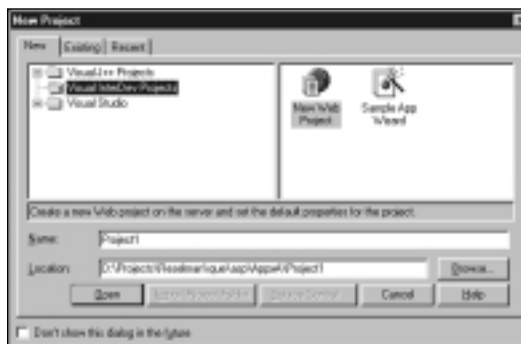 New Project
New Existing Recent
Visual J++ Projects
Visual InterDev Projects
Visual Studio
New Web Project
Sample App Wizard
Create a new Web project on the server and set the default properties for the project.
Name: Project1
Location: Browse...
Open Cancel Help
Don't show this dialog in the future